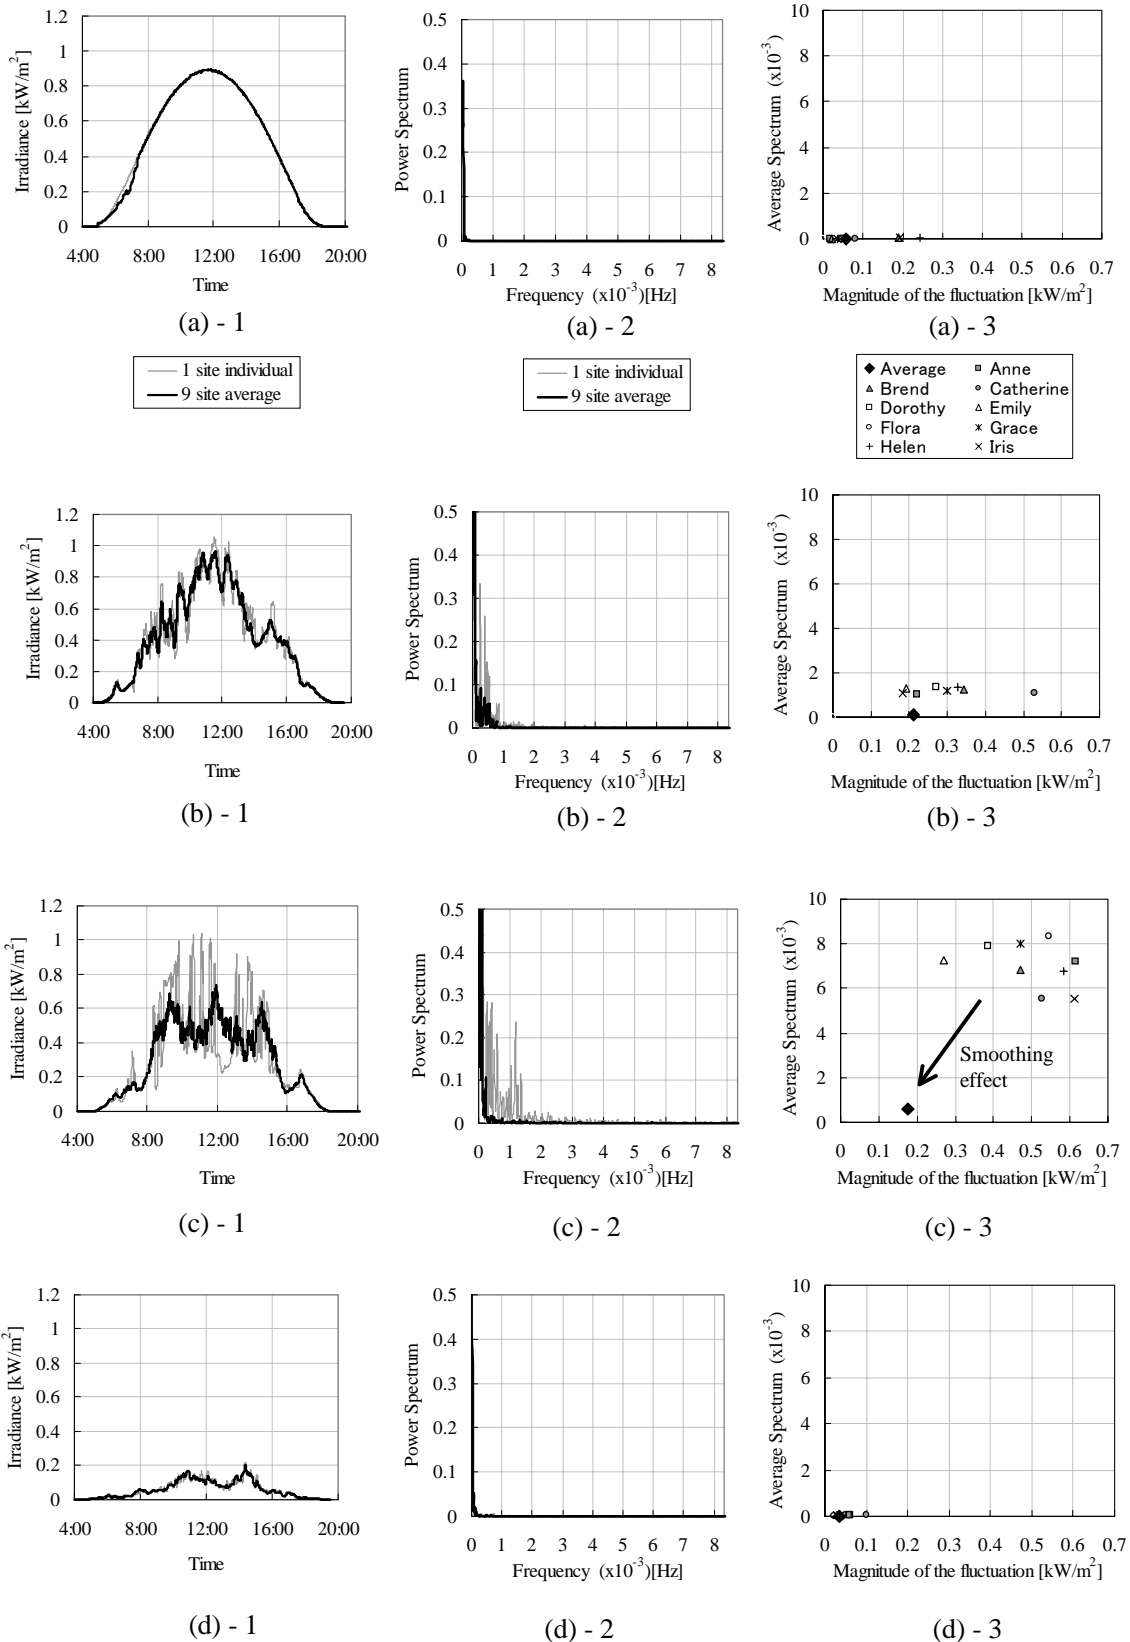 1.2
1
0.8
0.6
0.4
0.2
0
Irradiance [kW/m2]
4:00 8:00 12:00 16:00 20:00
Time
(a) - 1
0.5
0.4
0.3
0.2
0.1
0
Power Spectrum
0 1 2 3 4 5 6 7 8
Frequency (x10-3)[Hz]
(a) - 2
10
8
6
4
2
0
Average Spectrum (x10-3)
0 0.1 0.2 0.3 0.4 0.5 0.6 0.7
Magnitude of the fluctuation [kW/m2]
(a) - 3
1 site individual
9 site average
1 site individual
9 site average
Average Anne
Brend Catherine
Dorothy Emily
Flora Grace
Helen Iris
1.2
1
0.8
0.6
0.4
0.2
0
Irradiance [kW/m2]
4:00 8:00 12:00 16:00 20:00
Time
(b) - 1
0.5
0.4
0.3
0.2
0.1
0
Power Spectrum
0 1 2 3 4 5 6 7 8
Frequency (x10-3)[Hz]
(b) - 2
10
8
6
4
2
0
Average Spectrum (x10-3)
0 0.1 0.2 0.3 0.4 0.5 0.6 0.7
Magnitude of the fluctuation [kW/m2]
(b) - 3
1.2
1
0.8
0.6
0.4
0.2
0
Irradiance [kW/m2]
4:00 8:00 12:00 16:00 20:00
Time
(c) - 1
0.5
0.4
0.3
0.2
0.1
0
Power Spectrum
0 1 2 3 4 5 6 7 8
Frequency (x10-3)[Hz]
(c) - 2
10
8
6
4
2
0
Average Spectrum (x10-3)
Smoothing
effect
0 0.1 0.2 0.3 0.4 0.5 0.6 0.7
Magnitude of the fluctuation [kW/m2]
(c) - 3
1.2
1
0.8
0.6
0.4
0.2
0
Irradiance [kW/m2]
4:00 8:00 12:00 16:00 20:00
Time
(d) - 1
0.5
0.4
0.3
0.2
0.1
0
Power Spectrum
0 1 2 3 4 5 6 7 8
Frequency (x10-3)[Hz]
(d) - 2
10
8
6
4
2
0
Average Spectrum (x10-3)
0 0.1 0.2 0.3 0.4 0.5 0.6 0.7
Magnitude of the fluctuation [kW/m2]
(d) - 3